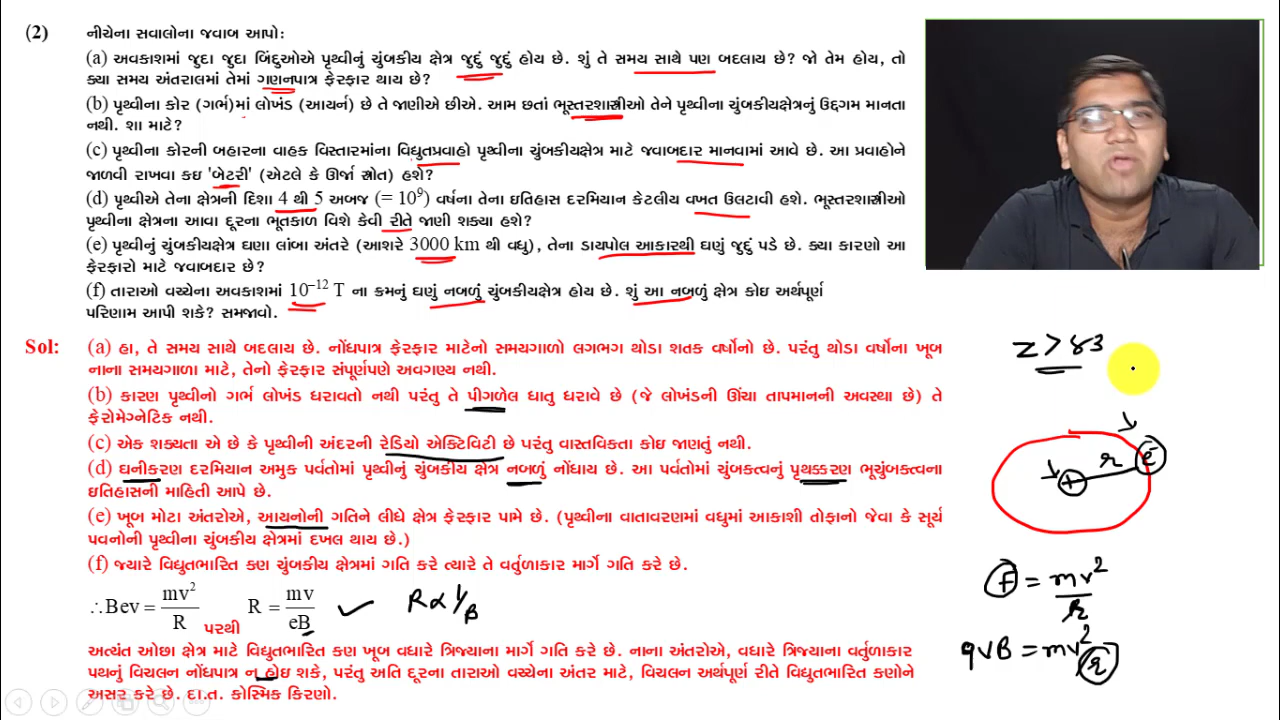 (2) નીચેના સવાલોના જવાબ આપો:
(a) અવકાશમાં જુદા જુદા બિંદુઓએ પૃથ્વીનું ચુંબકીય ક્ષેત્ર જુદું જુદું હોય છે. શું તે સમય સાથે પણ બદલાય છે? જો તેમ હોય, તો
ક્યા સમય અંતરાલમાં તેમાં ગણનપાત્ર ફેરફાર થાય છે?
(b) પૃથ્વીના કોર (ગર્ભ)માં લોખંડ (આયર્ન) છે તે જાણીએ છીએ. આમ છતાં ભૂસ્તરશાસ્ત્રીઓ તેને પૃથ્વીના ચુંબકીયક્ષેત્રનું ઉદ્દગમ માનતા
નથી. શા માટે?
(c) પૃથ્વીના કોરની બહારના વાહક વિસ્તારમાંના વિદ્યુતપ્રવાહો પૃથ્વીના ચુંબકીયક્ષેત્ર માટે જવાબદાર માનવામાં આવે છે. આ પ્રવાહોને
જાળવી રાખવા કઇ 'બેટરી' (એટલે કે ઊર્જા સ્રોત) હશે?
(d) પૃથ્વીએ તેના ક્ષેત્રની દિશા 4 થી 5 અબજ (= 10⁹) વર્ષના તેના ઇતિહાસ દરમિયાન કેટલીય વખત ઉલટાવી હશે. ભૂસ્તરશાસ્ત્રીઓ
પૃથ્વીના ક્ષેત્રના આવા દૂરના ભૂતકાળ વિશે કેવી રીતે જાણી શક્યા હશે?
(e) પૃથ્વીનું ચુંબકીયક્ષેત્ર ઘણા લાંબા અંતરે (આશરે 3000 km થી વધુ), તેના ડાયપોલ આકારથી ઘણું જુદું પડે છે. ક્યા કારણો આ
ફેરફારો માટે જવાબદાર છે?
(f) તારાઓ વચ્ચેના અવકાશમાં 10⁻¹² T ના ક્રમનું ઘણું નબળું ચુંબકીયક્ષેત્ર હોય છે. શું આ નબળું ક્ષેત્ર કોઇ અર્થપૂર્ણ
પરિણામ આપી શકે? સમજાવો.
Sol: (a) હા, તે સમય સાથે બદલાય છે. નોંધપાત્ર ફેરફાર માટેનો સમયગાળો લગભગ થોડા શતક વર્ષોનો છે. પરંતુ થોડા વર્ષોના ખૂબ
નાના સમયગાળા માટે, તેનો ફેરફાર સંપૂર્ણપણે અવગણ્ય નથી.
(b) કારણ પૃથ્વીનો ગર્ભ લોખંડ ધરાવતો નથી પરંતુ તે પીગળેલ ધાતુ ધરાવે છે (જે લોખંડની ઊંચા તાપમાનની અવસ્થા છે) તે
ફેરોમેગ્નેટિક નથી.
(c) એક શક્યતા એ છે કે પૃથ્વીની અંદરની રેડિયો એક્ટિવિટી છે પરંતુ વાસ્તવિકતા કોઇ જાણતું નથી.
(d) ઘનીકરણ દરમિયાન અમુક પર્વતોમાં પૃથ્વીનું ચુંબકીય ક્ષેત્ર નબળું નોંધાય છે. આ પર્વતોમાં ચુંબકત્વનું પૃથક્કરણ ભૂચુંબકત્વના
ઇતિહાસની માહિતી આપે છે.
(e) ખૂબ મોટા અંતરોએ, આયનોની ગતિને લીધે ક્ષેત્ર ફેરફાર પામે છે. (પૃથ્વીના વાતાવરણમાં વધુમાં આકાશી તોફાનો જેવા કે સૂર્ય
પવનોની પૃથ્વીના ચુંબકીય ક્ષેત્રમાં દખલ થાય છે.)
(f) જ્યારે વિદ્યુતભારિત કણ ચુંબકીય ક્ષેત્રમાં ગતિ કરે ત્યારે તે વર્તુળાકાર માર્ગે ગતિ કરે છે.
∴Bev = mv²/R પરથી R = mv/eB ✓ R ∝ 1/B
અત્યંત ઓછા ક્ષેત્ર માટે વિદ્યુતભારિત કણ ખૂબ વધારે ત્રિજ્યાના માર્ગે ગતિ કરે છે. નાના અંતરોએ, વધારે ત્રિજ્યાના વર્તુળાકાર
પથનું વિચલન નોંધપાત્ર ન હોઇ શકે, પરંતુ અતિ દૂરના તારાઓ વચ્ચેના અંતર માટે, વિચલન અર્થપૂર્ણ રીતે વિદ્યુતભારિત કણોને
અસર કરે છે. દા.ત. કોસ્મિક કિરણો.
Z > 83
+ r e⁻
F = mv²/r
qvB = mv²/r